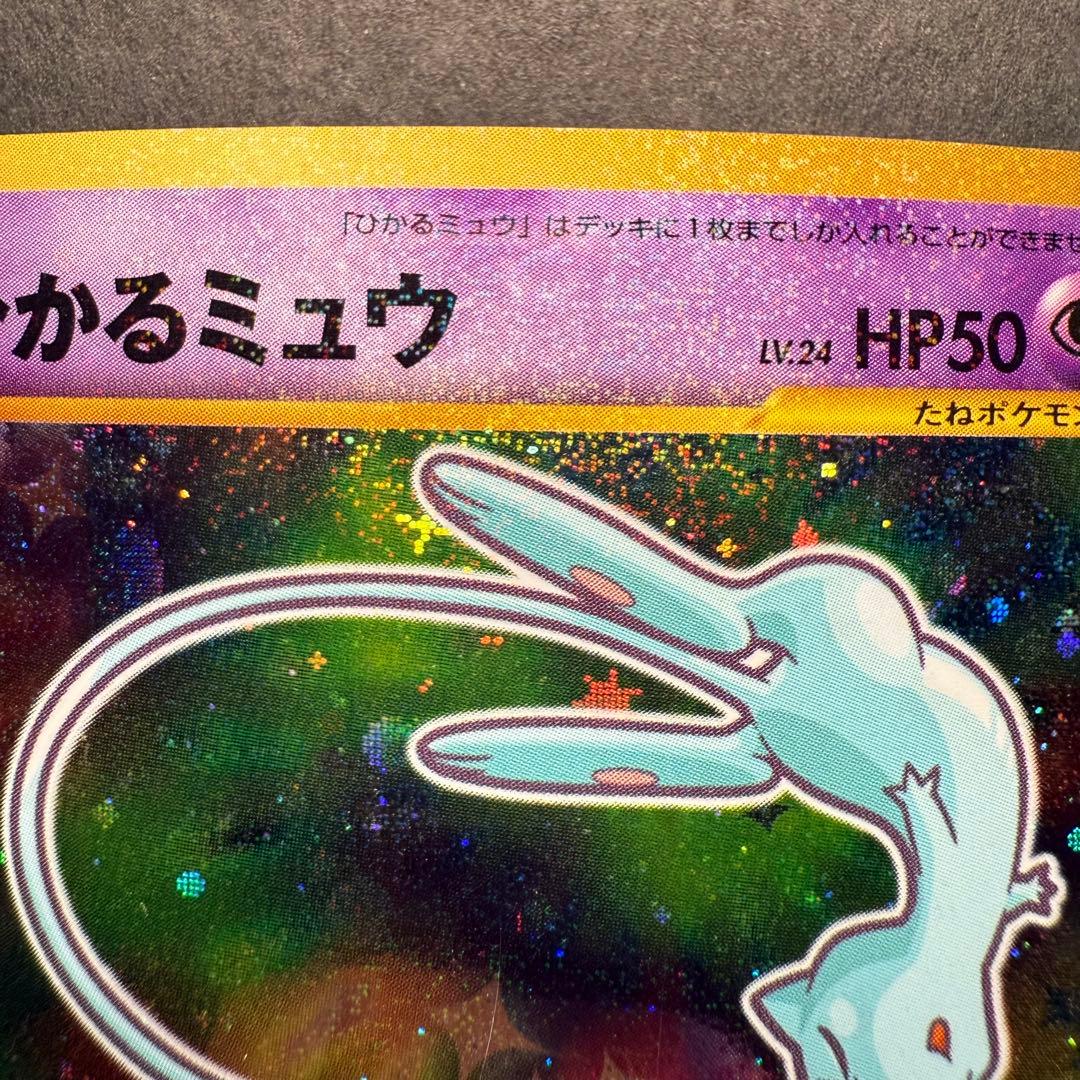 「ひかるミュウ」はデッキに1枚までしか入れることができませ
かるミュウ
LV.24 HP50
たねポケモン